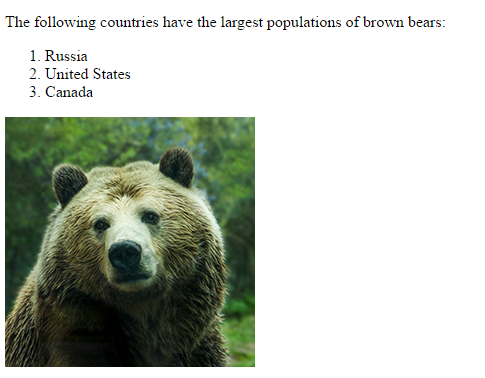 The following countries have the largest populations of brown bears:
1. Russia
2. United States
3. Canada